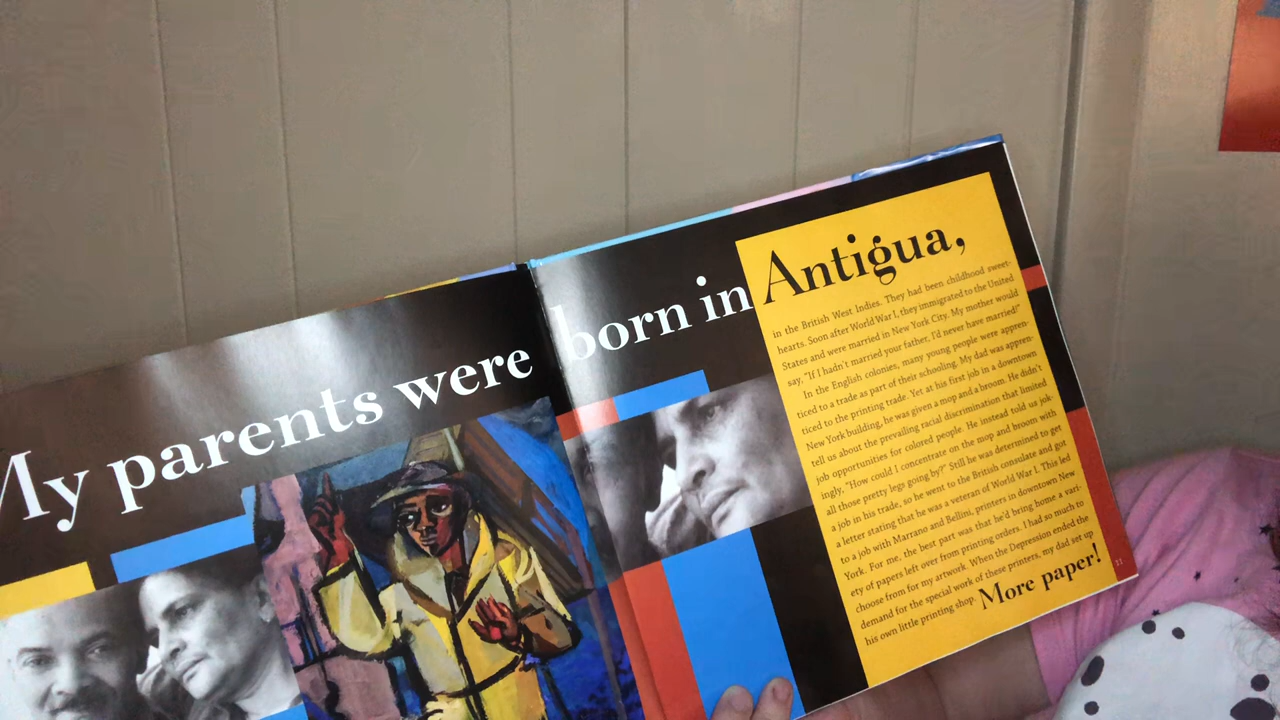 My parents were born in Antigua,
in the British West Indies. They had been childhood sweet-
hearts. Soon after World War I, they immigrated to the United
States and were married in New York City. My mother would
say, "If I hadn't married your father, I'd never have married!"
In the English colonies, many young people were appren-
ticed to a trade as part of their schooling. My dad was appren-
ticed to the printing trade. Yet at his first job in a downtown
New York building, he was given a mop and a broom. He didn't
tell us about the prevailing racial discrimination that limited
job opportunities for colored people. He instead told us jok-
ingly, "How could I concentrate on the mop and broom with
all those pretty legs going by?" Still he was determined to get
a job in his trade, so he went to the British consulate and got
a letter stating that he was a veteran of World War I. This led
to a job with Marrano and Bellini, printers in downtown New
York. For me, the best part was that he'd bring home a vari-
ety of papers left over from printing orders. I had so much to
choose from for my artwork. When the Depression ended the
demand for the special work of these printers, my dad set up
his own little printing shop. More paper!
11